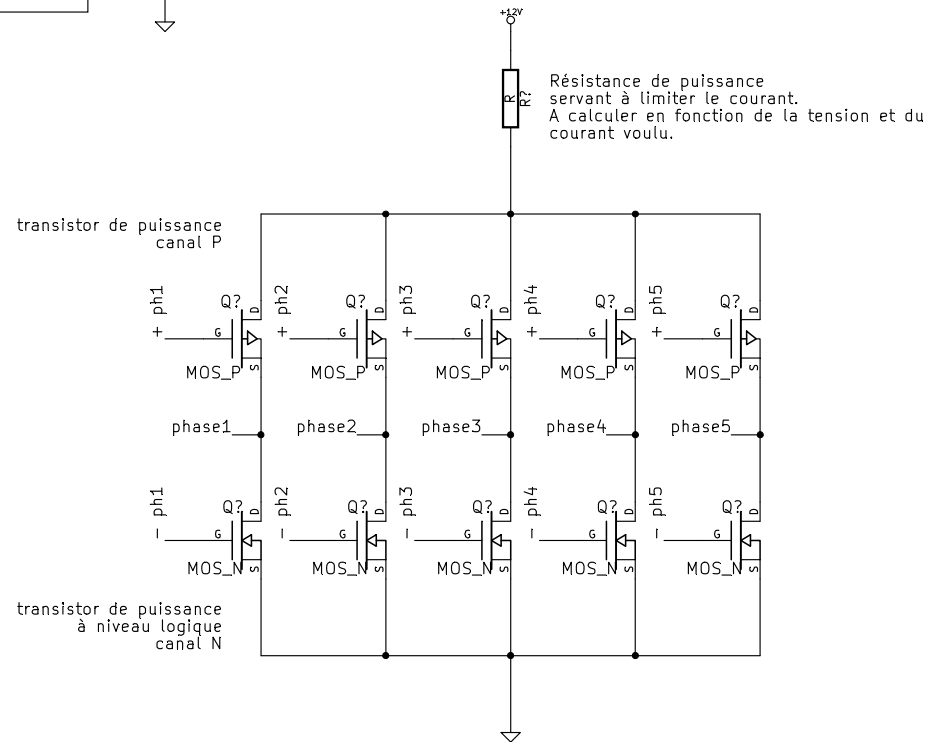 +12V
R
R?
Résistance de puissance
servant à limiter le courant.
A calculer en fonction de la tension et du
courant voulu.
transistor de puissance
canal P
+ ph1
Q?
D
G
S
MOS_P
+ ph2
Q?
D
G
S
MOS_P
+ ph3
Q?
D
G
S
MOS_P
+ ph4
Q?
D
G
S
MOS_P
+ ph5
Q?
D
G
S
MOS_P
phase1
phase2
phase3
phase4
phase5
- ph1
Q?
D
G
S
MOS_N
- ph2
Q?
D
G
S
MOS_N
- ph3
Q?
D
G
S
MOS_N
- ph4
Q?
D
G
S
MOS_N
- ph5
Q?
D
G
S
MOS_N
transistor de puissance
à niveau logique
canal N